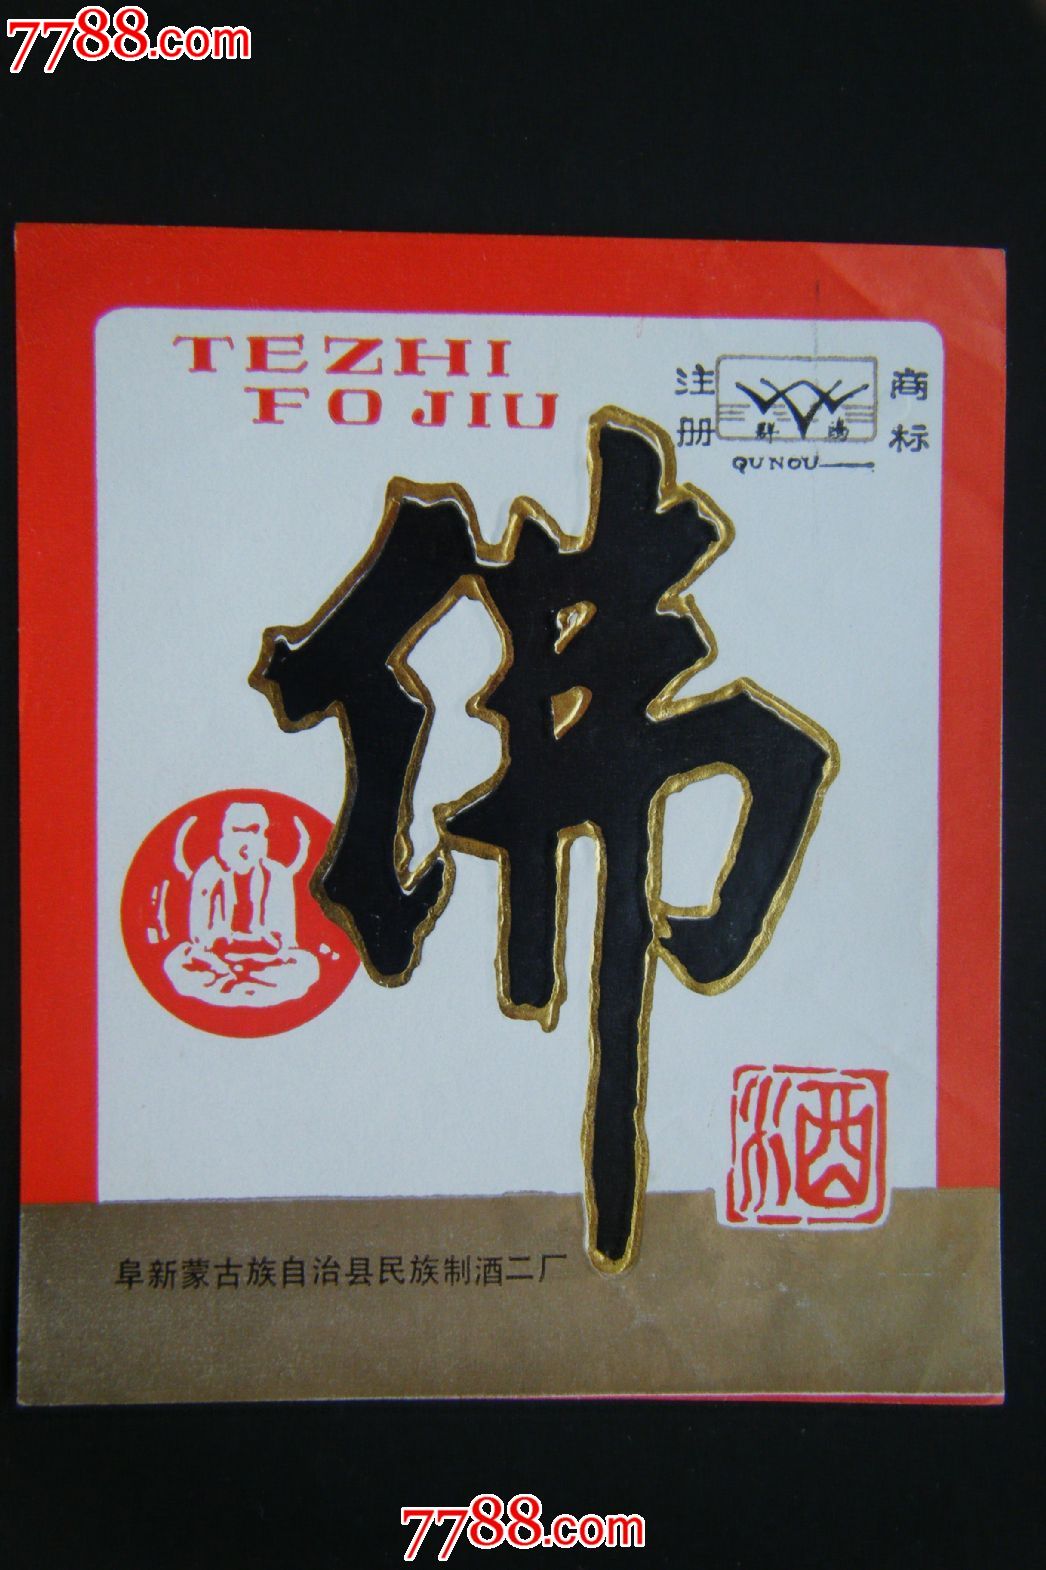 7788.com
TEZHI
FO JIU
注册
群鸥
QUNOU
商标
佛
酒
阜新蒙古族自治县民族制酒二厂
7788.com